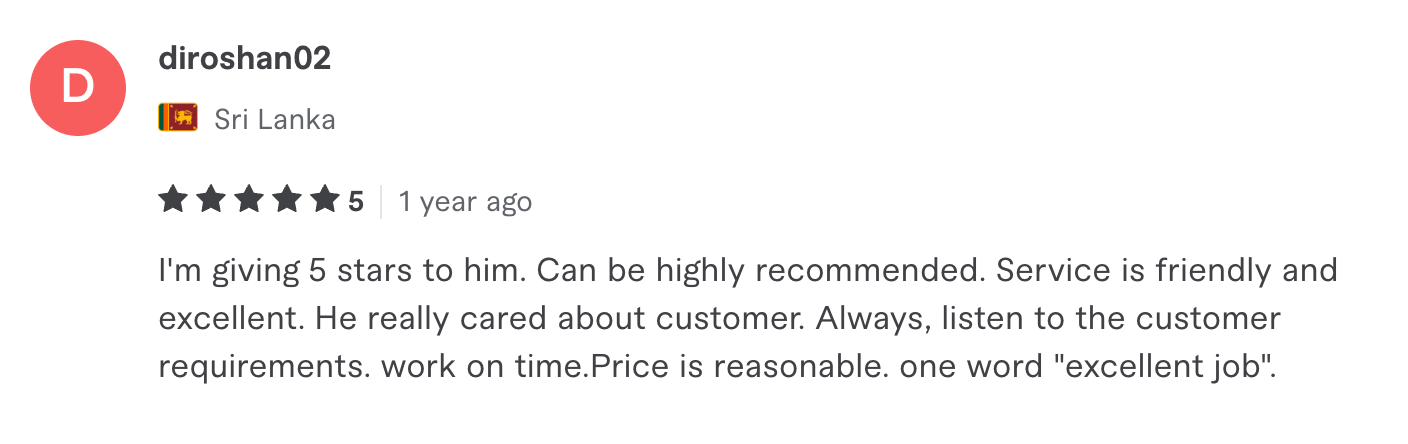 D
diroshan02
Sri Lanka
5 1 year ago
I'm giving 5 stars to him. Can be highly recommended. Service is friendly and
excellent. He really cared about customer. Always, listen to the customer
requirements. work on time.Price is reasonable. one word "excellent job".